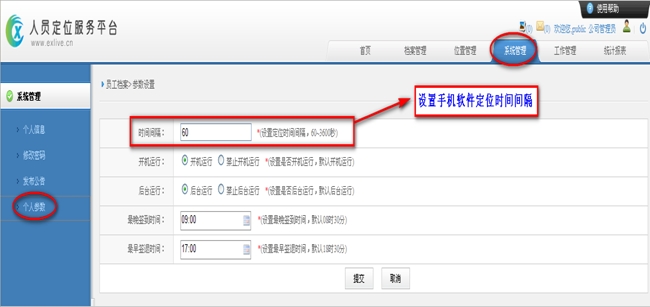 使用帮助
人员定位服务平台
www.exlive.cn
(0) (0) 欢迎您,public 公司管理员
首页 档案管理 位置管理 系统管理 工作管理 统计报表
系统管理
个人信息
修改密码
发布公告
个人参数
员工档案> 参数设置
设置手机软件定位时间间隔
时间间隔: 60 *(设置定位时间间隔,60-3600秒)
开机运行: 开机运行 禁止开机运行 *(设置是否开机运行,默认开机运行)
后台运行: 后台运行 禁止后台运行 *(设置是否后台运行,默认后台运行)
最晚签到时间: 09:00 *(设置最晚签到时间,默认08时30分)
最早签退时间: 17:00 *(设置最早签退时间,默认18时30分)
提交 取消